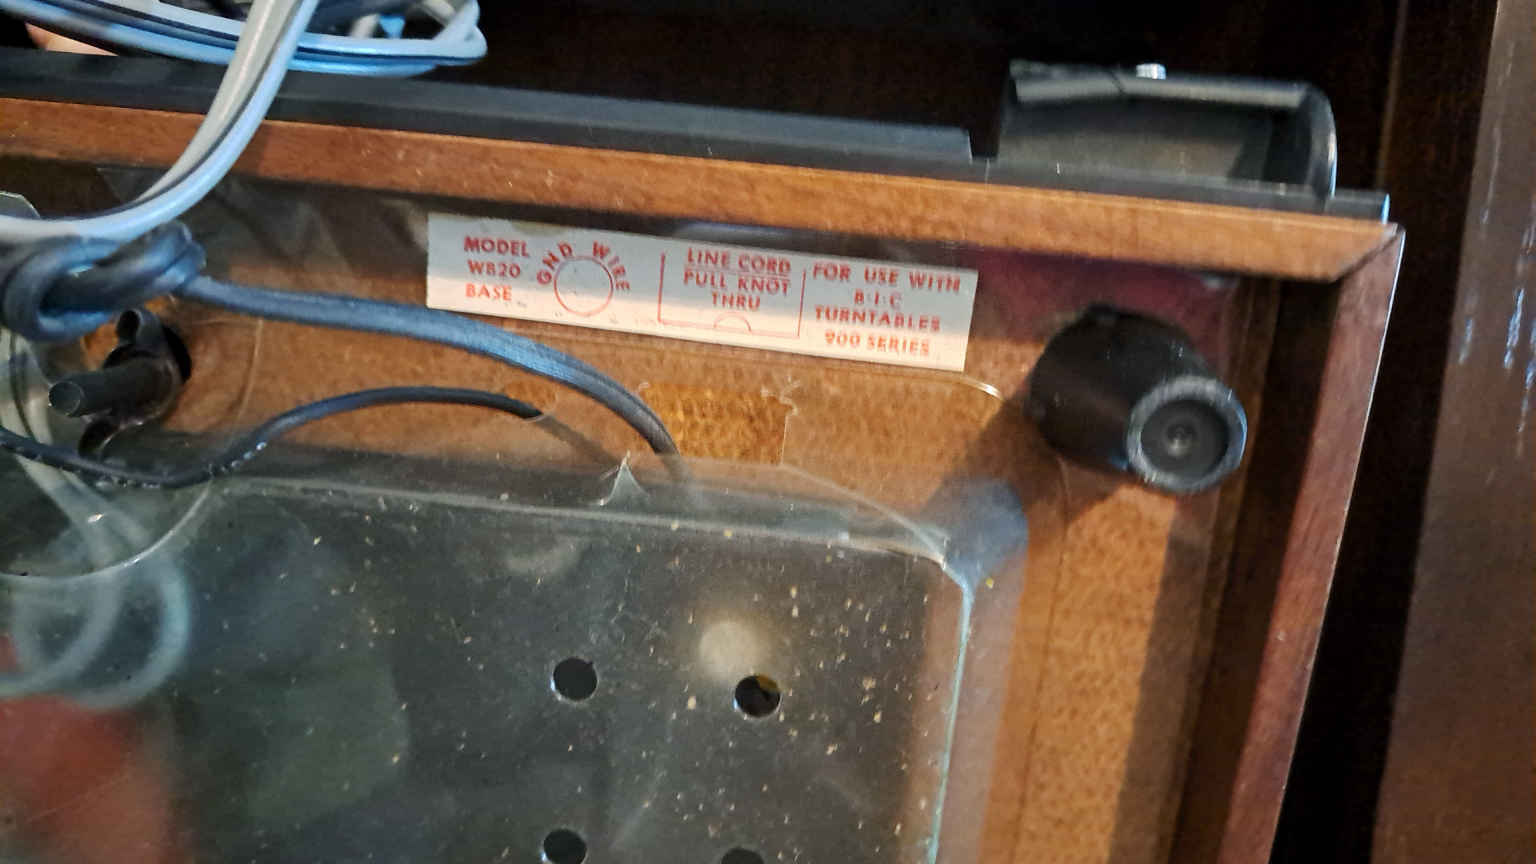 MODEL
WB20
BASE
GND WIRE
LINE CORD
PULL KNOT
THRU
FOR USE WITH
B·I·C
TURNTABLES
900 SERIES